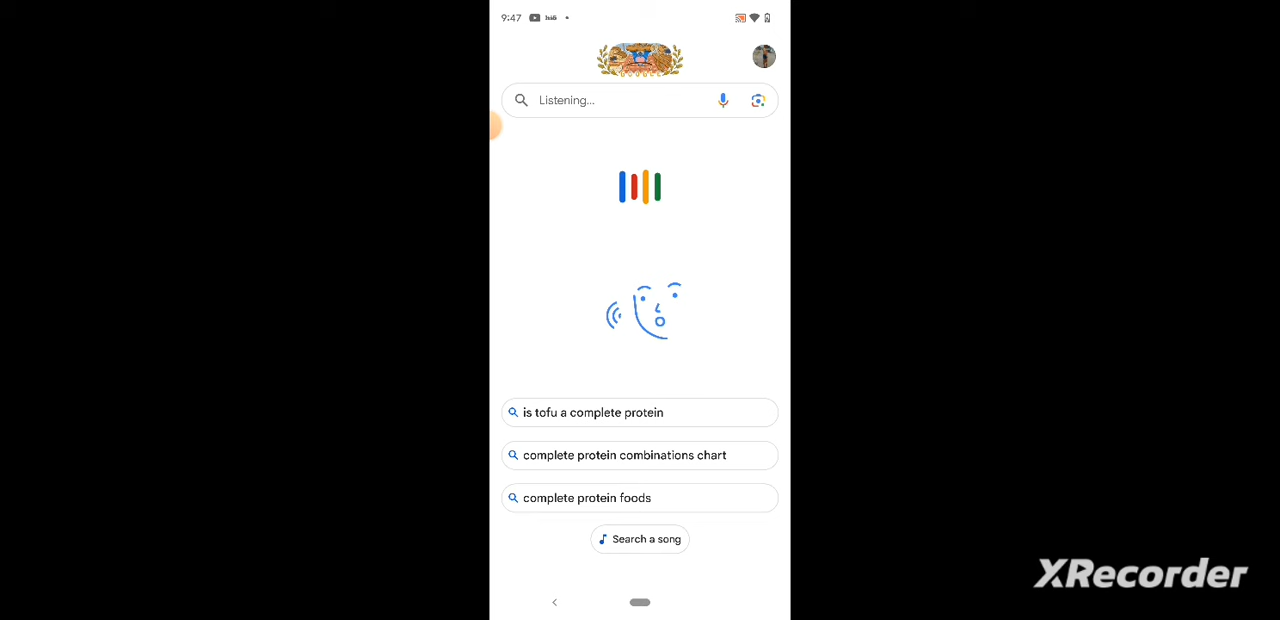 9:47
Listening...
is tofu a complete protein
complete protein combinations chart
complete protein foods
Search a song
XRecorder